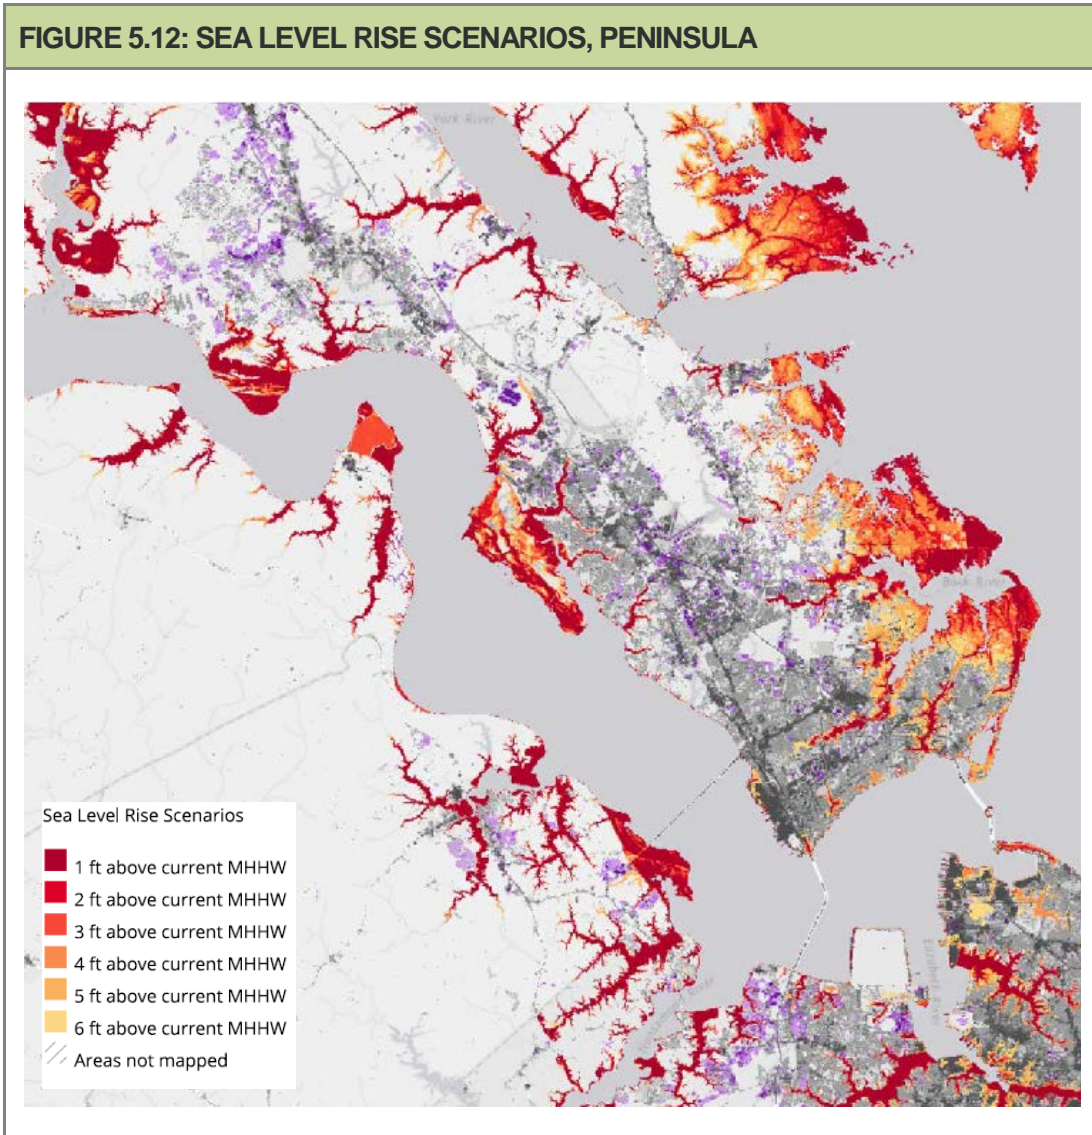 FIGURE 5.12: SEA LEVEL RISE SCENARIOS, PENINSULA
York River
Back River
Sea Level Rise Scenarios
1 ft above current MHHW
2 ft above current MHHW
3 ft above current MHHW
4 ft above current MHHW
5 ft above current MHHW
6 ft above current MHHW
Areas not mapped
River